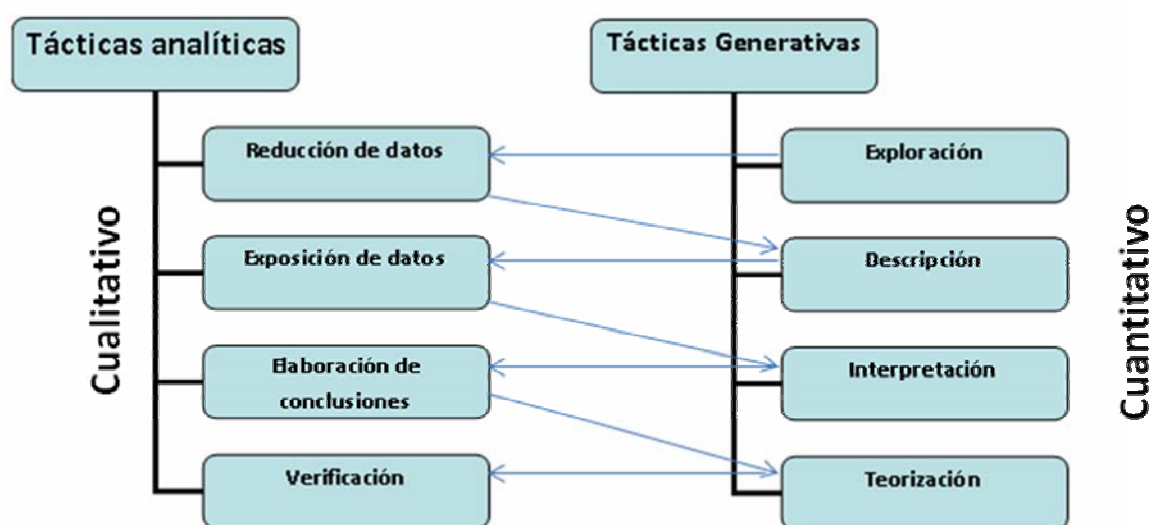 Tácticas analíticas
Tácticas Generativas
Reducción de datos
Exploración
Exposición de datos
Descripción
Elaboración de
conclusiones
Interpretación
Verificación
Teorización
Cualitativo
Cuantitativo